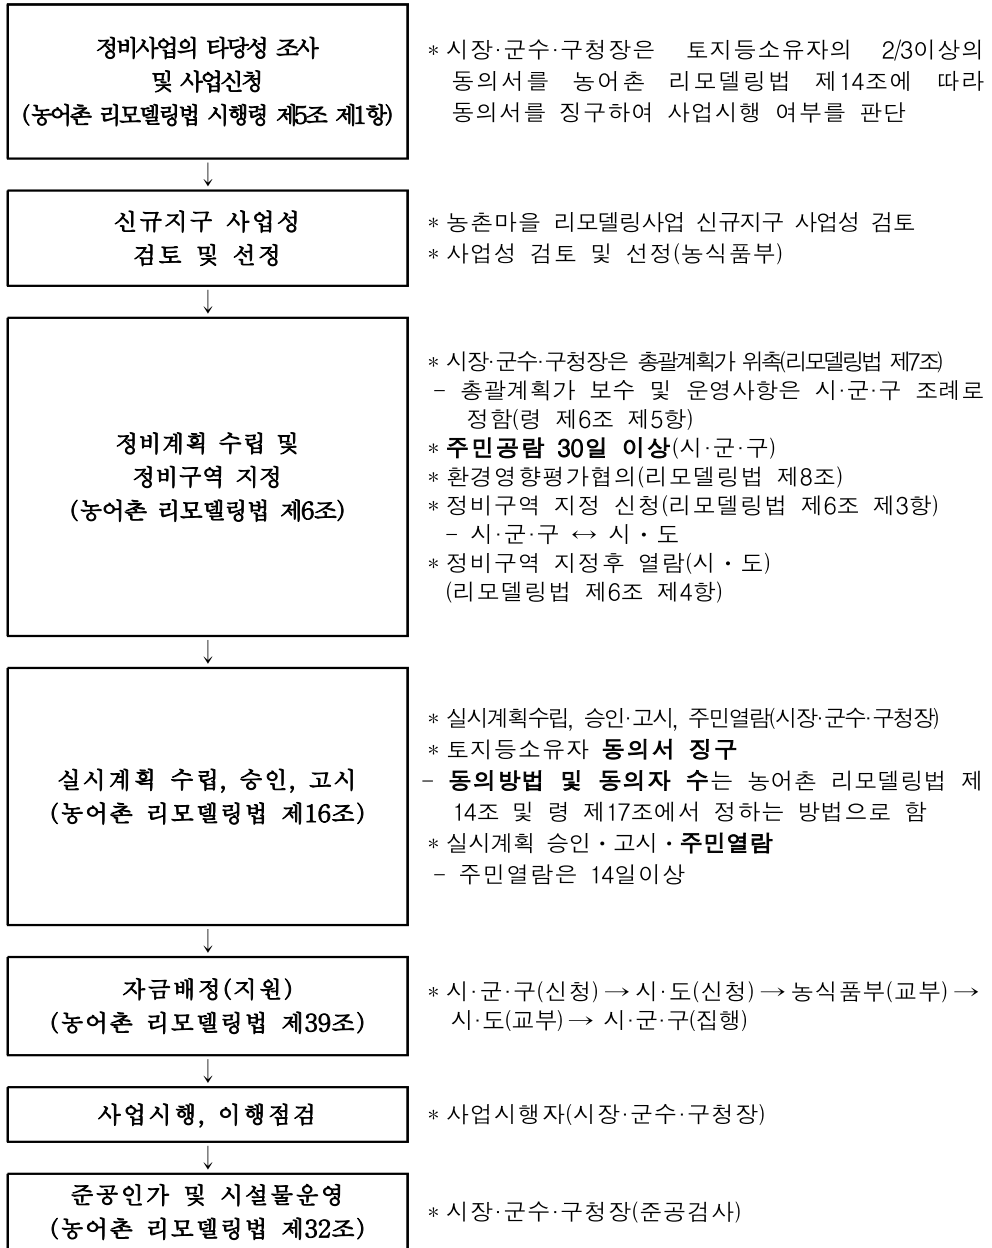 정비사업의 타당성 조사
및 사업신청
(농어촌 리모델링법 시행령 제5조 제1항)
* 시장·군수·구청장은 토지등소유자의 2/3이상의
동의서를 농어촌 리모델링법 제14조에 따라
동의서를 징구하여 사업시행 여부를 판단
↓
신규지구 사업성
검토 및 선정
* 농촌마을 리모델링사업 신규지구 사업성 검토
* 사업성 검토 및 선정(농식품부)
↓
정비계획 수립 및
정비구역 지정
(농어촌 리모델링법 제6조)
* 시장·군수·구청장은 총괄계획가 위촉(리모델링법 제7조)
- 총괄계획가 보수 및 운영사항은 시·군·구 조례로
정함(령 제6조 제5항)
* 주민공람 30일 이상(시·군·구)
* 환경영향평가협의(리모델링법 제8조)
* 정비구역 지정 신청(리모델링법 제6조 제3항)
- 시·군·구 ↔ 시・도
* 정비구역 지정후 열람(시・도)
(리모델링법 제6조 제4항)
↓
실시계획 수립, 승인, 고시
(농어촌 리모델링법 제16조)
* 실시계획수립, 승인·고시, 주민열람(시장·군수·구청장)
* 토지등소유자 동의서 징구
- 동의방법 및 동의자 수는 농어촌 리모델링법 제
14조 및 령 제17조에서 정하는 방법으로 함
* 실시계획 승인・고시・주민열람
- 주민열람은 14일이상
↓
자금배정(지원)
(농어촌 리모델링법 제39조)
* 시·군·구(신청)→시·도(신청)→농식품부(교부)→
시·도(교부)→ 시·군·구(집행)
↓
사업시행, 이행점검
* 사업시행자(시장·군수·구청장)
↓
준공인가 및 시설물운영
(농어촌 리모델링법 제32조)
* 시장·군수·구청장(준공검사)